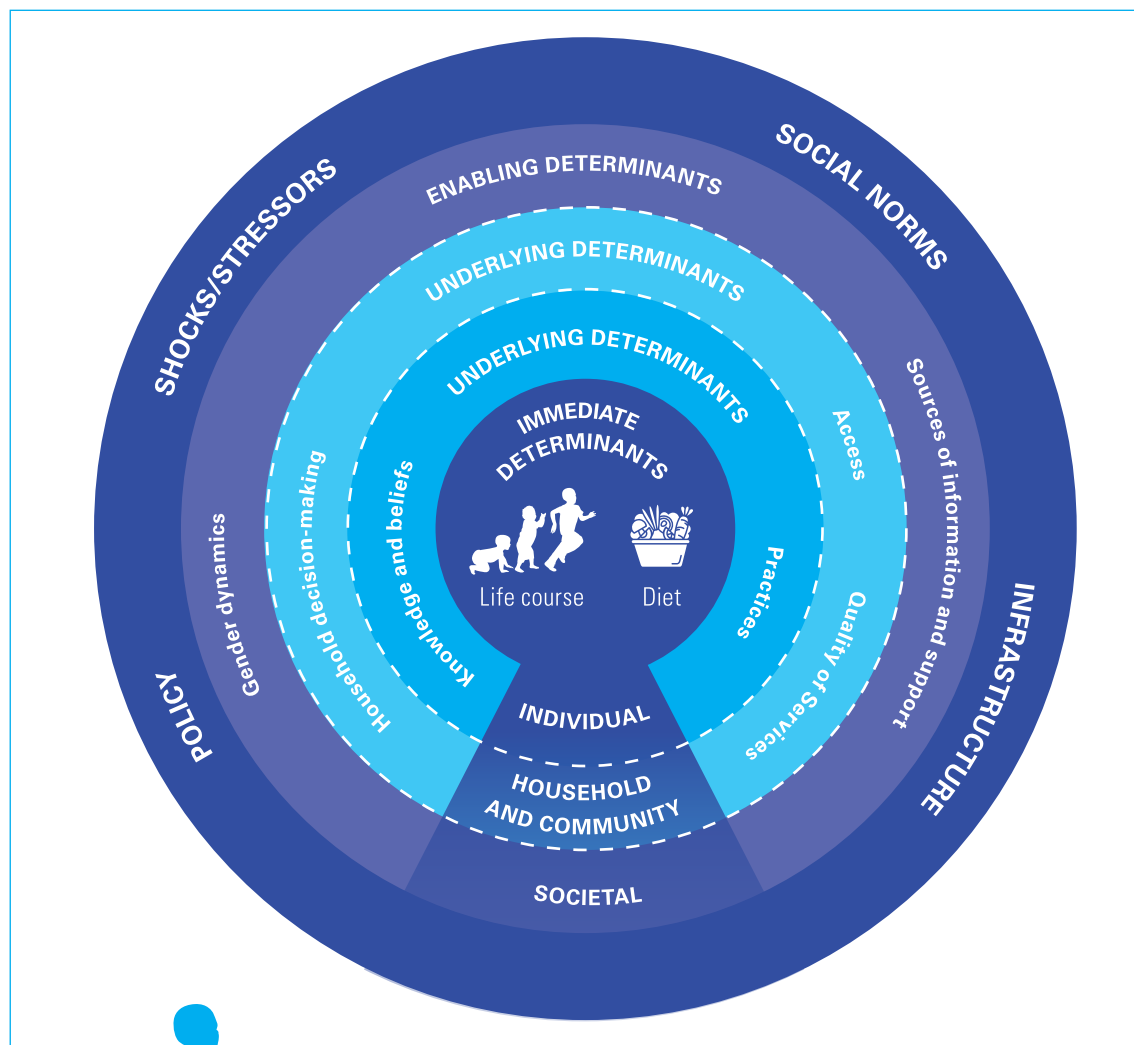 SHOCKS/STRESSORS
SOCIAL NORMS
POLICY
INFRASTRUCTURE
ENABLING DETERMINANTS
Gender dynamics
Sources of information and support
UNDERLYING DETERMINANTS
Household decision-making
Access
Quality of Services
UNDERLYING DETERMINANTS
Knowledge and beliefs
Practices
IMMEDIATE
DETERMINANTS
Life course
Diet
INDIVIDUAL
HOUSEHOLD
AND COMMUNITY
SOCIETAL